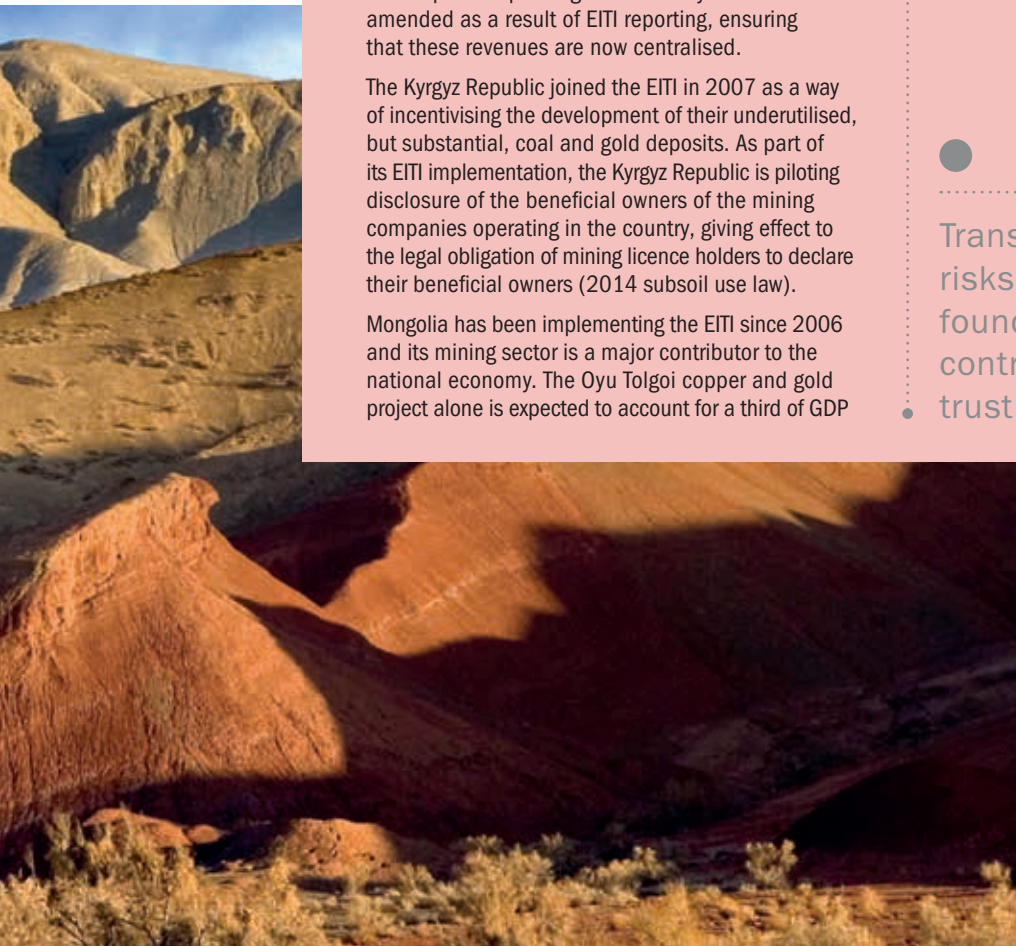 amended as a result of EITI reporting, ensuring
that these revenues are now centralised.
The Kyrgyz Republic joined the EITI in 2007 as a way
of incentivising the development of their underutilised,
but substantial, coal and gold deposits. As part of
its EITI implementation, the Kyrgyz Republic is piloting
disclosure of the beneficial owners of the mining
companies operating in the country, giving effect to
the legal obligation of mining licence holders to declare
their beneficial owners (2014 subsoil use law).
Mongolia has been implementing the EITI since 2006
and its mining sector is a major contributor to the
national economy. The Oyu Tolgoi copper and gold
project alone is expected to account for a third of GDP
Trans
risks
found
contr
trust